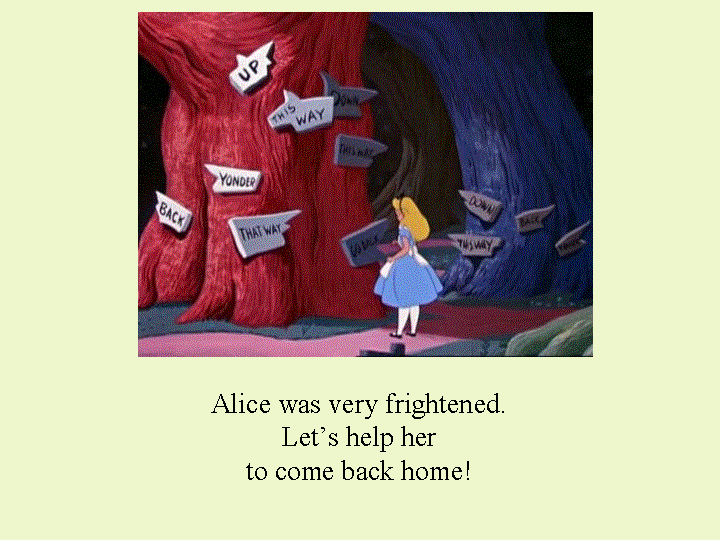 UP
THIS WAY
DOWN
THIS WAY
YONDER
BACK
THAT WAY
GO BACK
DOWN
THIS WAY
BACK
Alice was very frightened.
Let’s help her
to come back home!